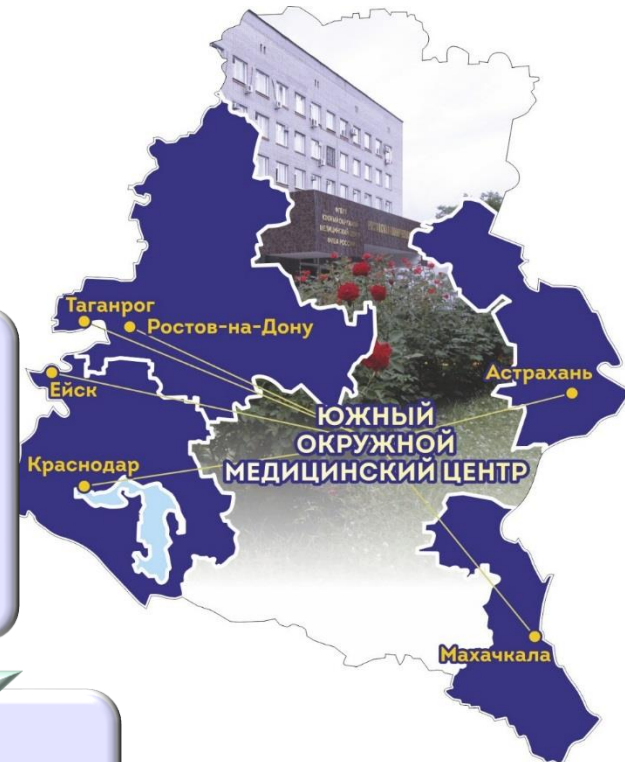 Таганрог
Ростов-на-Дону
Ейск
Астрахань
ЮЖНЫЙ
ОКРУЖНОЙ
МЕДИЦИНСКИЙ ЦЕНТР
Краснодар
Махачкала